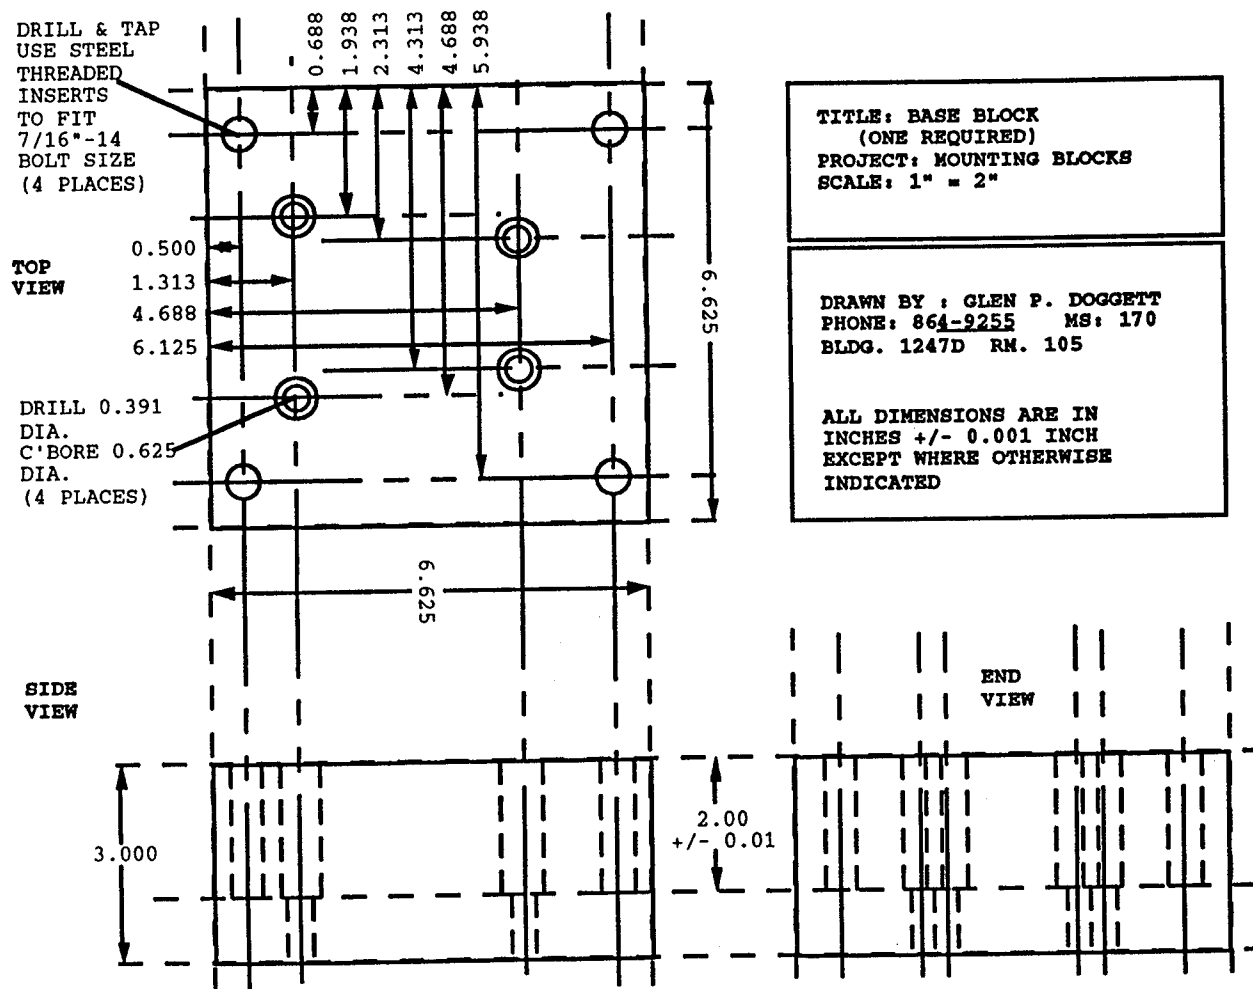 DRILL & TAP
USE STEEL
THREADED
INSERTS
TO FIT
7/16"-14
BOLT SIZE
(4 PLACES)
0.688
1.938
2.313
4.313
4.688
5.938
TOP
VIEW
0.500
1.313
4.688
6.125
DRILL 0.391
DIA.
C'BORE 0.625
DIA.
(4 PLACES)
6.625
6.625
TITLE: BASE BLOCK
(ONE REQUIRED)
PROJECT: MOUNTING BLOCKS
SCALE: 1" = 2"
DRAWN BY : GLEN P. DOGGETT
PHONE: 864-9255 MS: 170
BLDG. 1247D RM. 105
ALL DIMENSIONS ARE IN
INCHES +/- 0.001 INCH
EXCEPT WHERE OTHERWISE
INDICATED
SIDE
VIEW
3.000
2.00
+/- 0.01
END
VIEW